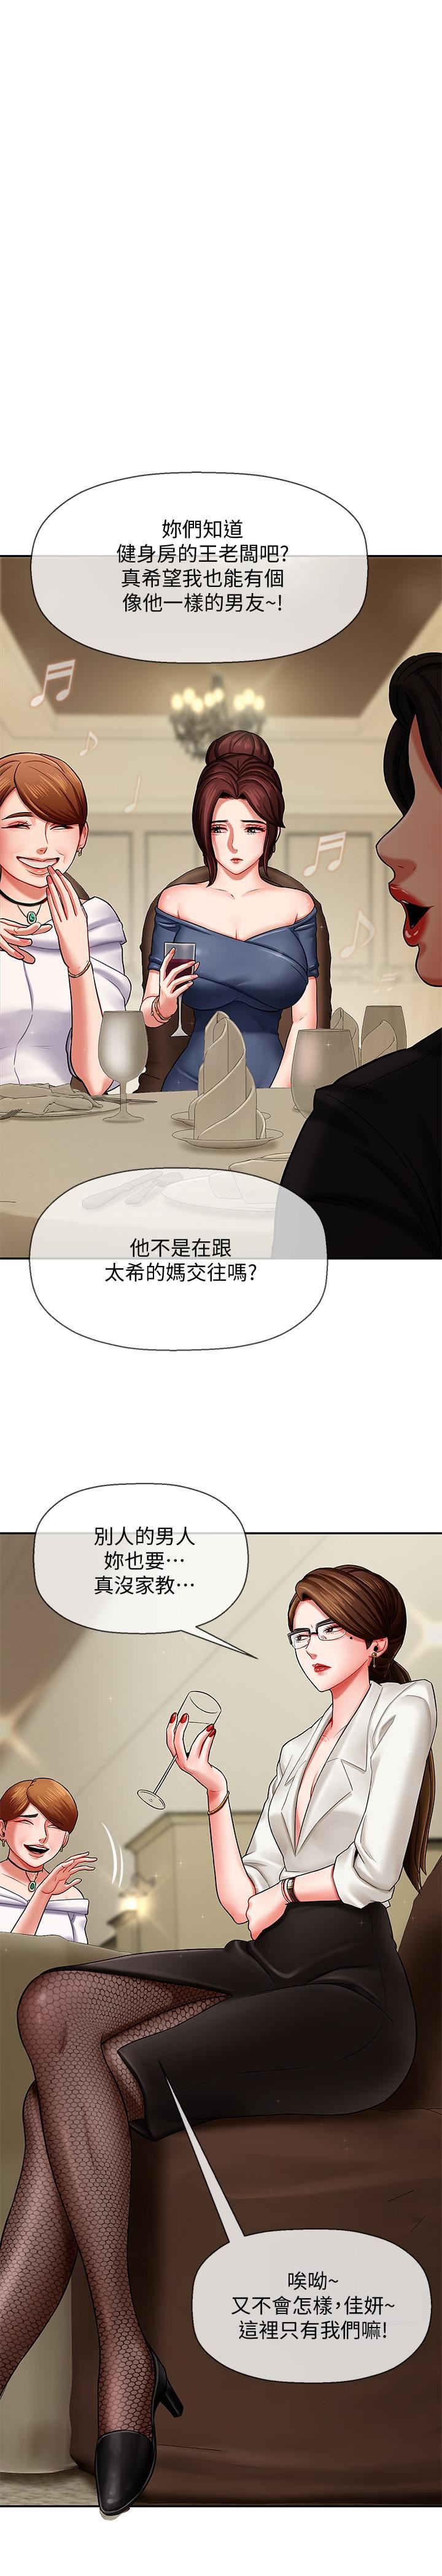 妳們知道
健身房的王老闆吧?
真希望我也能有個
像他一樣的男友~!
他不是在跟
太希的媽交往嗎?
別人的男人
妳也要…
真沒家教…
唉呦~
又不會怎樣，佳妍~
這裡只有我們嘛!